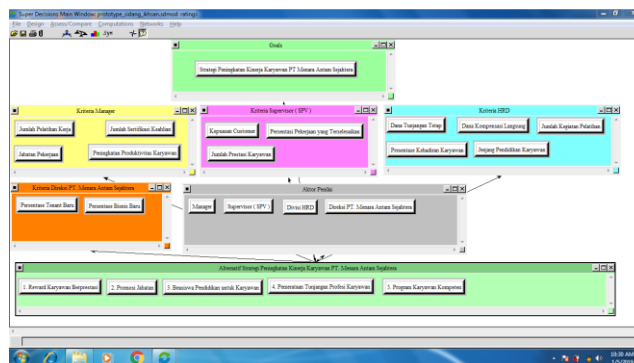 Super Decisions Main Window: prototype_sidang_ikhsan.sdmod: ratings
File Design Assess/Compare Computations Networks Help
Goals
Strategi Peningkatan Kinerja Karyawan PT. Menara Antam Sejahtera
Kriteria Manager
Jumlah Pelatihan Kerja
Jumlah Sertifikasi Keahlian
Jabatan Pekerjaan
Peningkatan Produktivitas Karyawan
Kriteria Supervisor ( SPV )
Kepuasan Customer
Persentasi Pekerjaan yang Terselesaikan
Jumlah Prestasi Karyawan
Kriteria HRD
Dana Tunjangan Tetap
Dana Kompensasi Langsung
Jumlah Kegiatan Pelatihan
Persentase Kehadiran Karyawan
Jenjang Pendidikan Karyawan
Kriteria Direksi PT. Menara Antam Sejahtera
Persentase Tenant Baru
Persentase Bisnis Baru
Aktor Penilai
Manager
Supervisor ( SPV )
Divisi HRD
Direksi PT. Menara Antam Sejahtera
Alternatif Strategi Peningkatan Kinerja Karyawan PT. Menara Antam Sejahtera
1. Reward Karyawan Berprestasi
2. Promosi Jabatan
3. Beasiswa Pendidikan untuk Karyawan
4. Pemerataan Tunjangan Profesi Karyawan
5. Program Karyawan Kompeten
10:30 AM